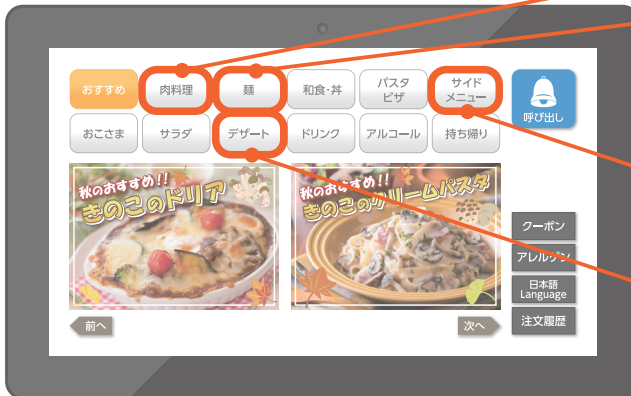 おすすめ
肉料理
麺
和食・丼
パスタ
ピザ
サイド
メニュー
呼び出し
おこさま
サラダ
デザート
ドリンク
アルコール
持ち帰り
秋のおすすめ!!
きのこのドリア
秋のおすすめ!!
きのこのクリームパスタ
クーポン
アレルゲン
日本語
Language
注文履歴
前へ
次へ